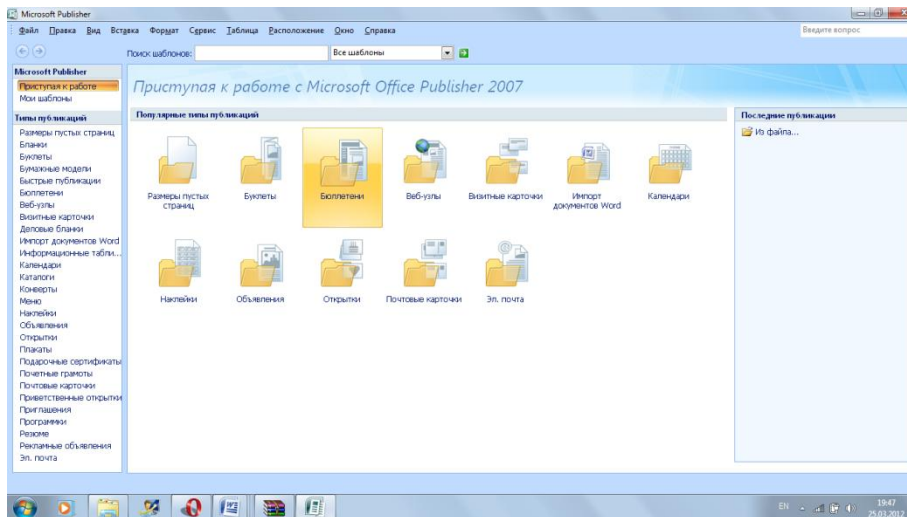 Microsoft Publisher
Файл Правка Вид Вставка Формат Сервис Таблица Расположение Окно Справка
Введите вопрос
Поиск шаблонов:
Все шаблоны
Microsoft Publisher
Приступая к работе
Мои шаблоны
Типы публикаций
Размеры пустых страниц
Бланки
Буклеты
Бумажные модели
Быстрые публикации
Бюллетени
Веб-узлы
Визитные карточки
Деловые бланки
Импорт документов Word
Информационные табли...
Календари
Каталоги
Конверты
Меню
Наклейки
Объявления
Открытки
Плакаты
Подарочные сертификаты
Почетные грамоты
Почтовые карточки
Приветственные открытки
Приглашения
Программки
Резюме
Рекламные объявления
Эл. почта
Приступая к работе с Microsoft Office Publisher 2007
Популярные типы публикаций
Размеры пустых
страниц
Буклеты
Бюллетени
Веб-узлы
Визитные карточки
Импорт
документов Word
Календари
Наклейки
Объявления
Открытки
Почтовые карточки
Эл. почта
Последние публикации
Из файла...
EN
19:47
25.03.2012